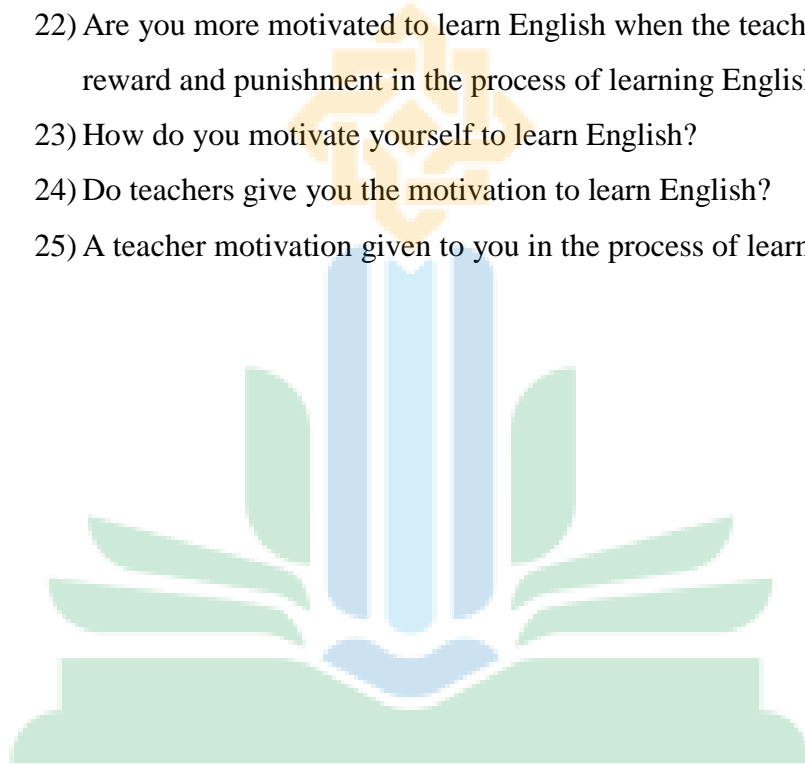 22) Are you more motivated to learn English when the teach
reward and punishment in the process of learning English
23) How do you motivate yourself to learn English?
24) Do teachers give you the motivation to learn English?
25) A teacher motivation given to you in the process of learn